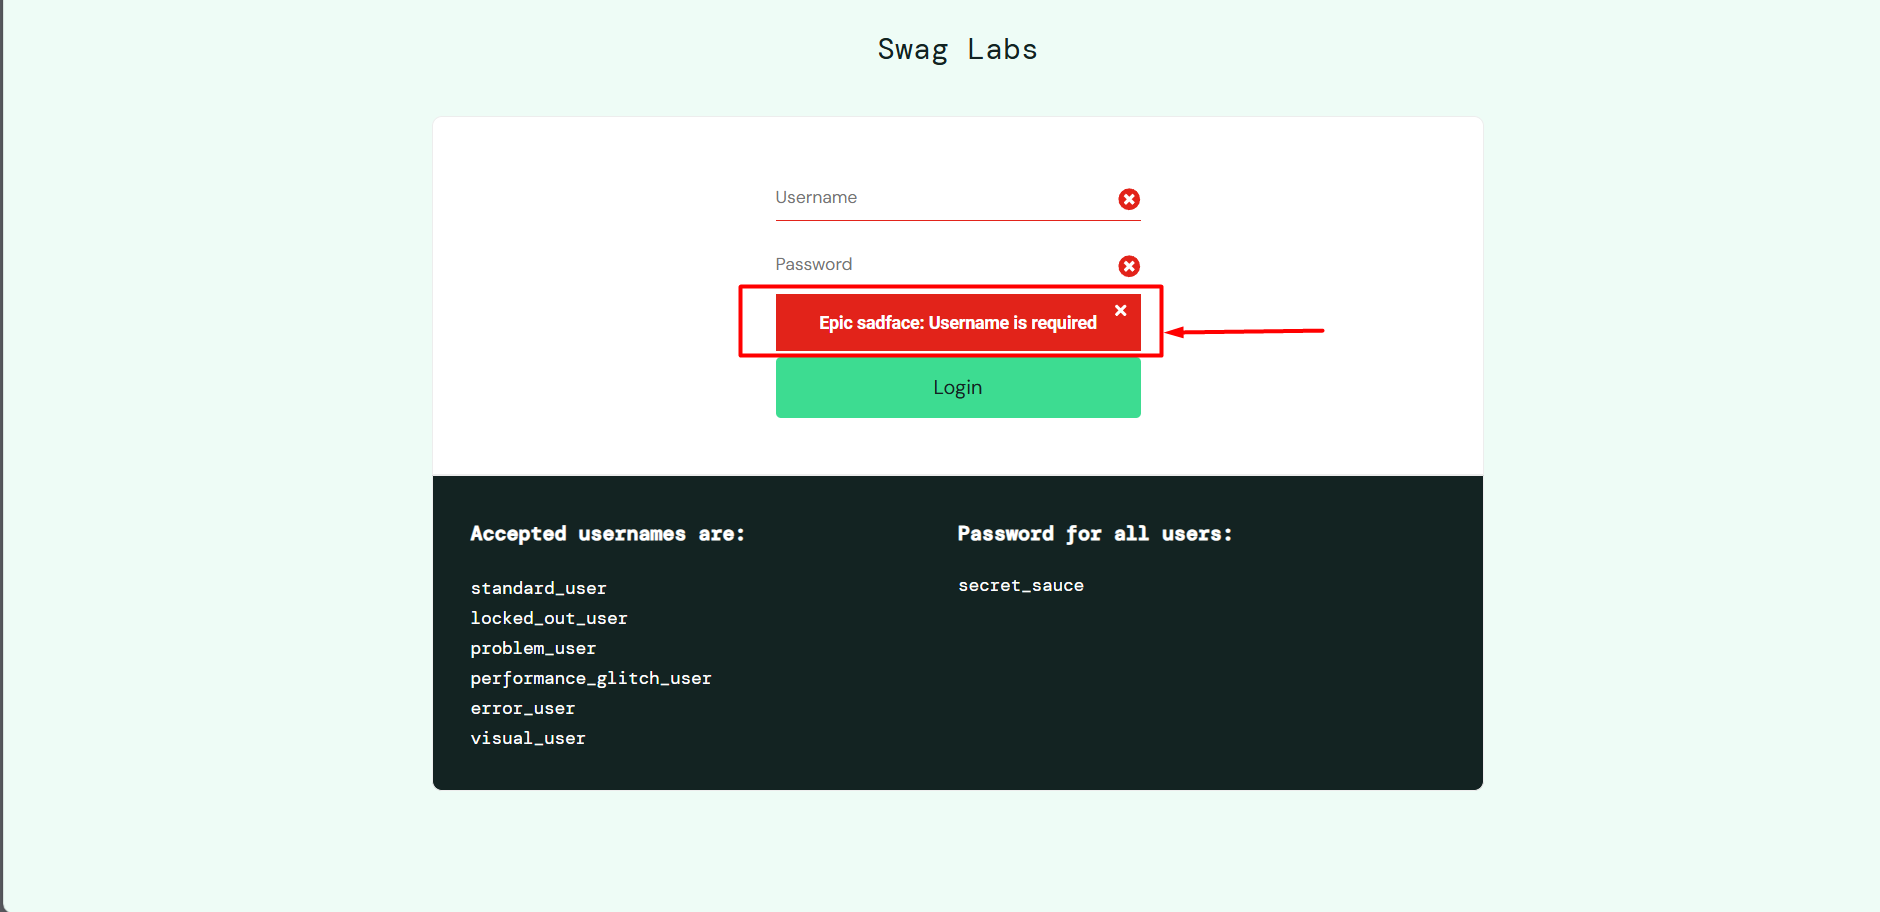 Swag Labs
Username
Password
Epic sadface: Username is required
Login
Accepted usernames are:
standard_user
locked_out_user
problem_user
performance_glitch_user
error_user
visual_user
Password for all users:
secret_sauce